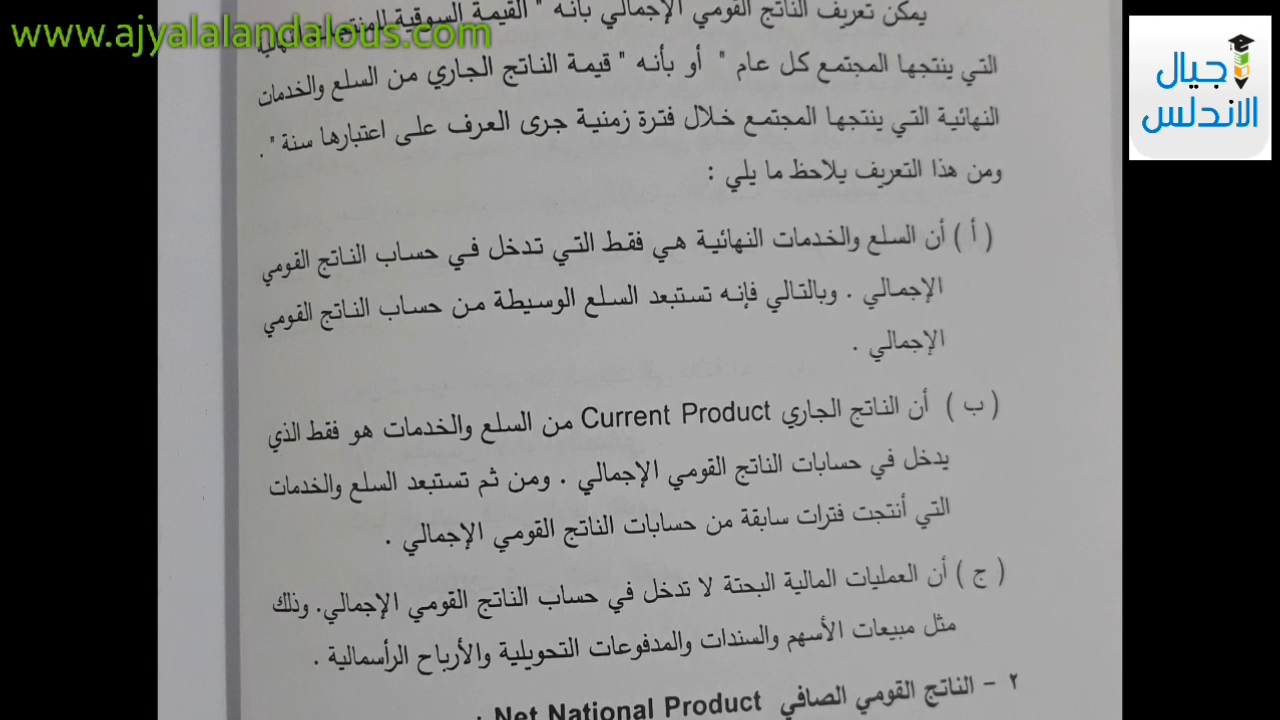 www.ajyalalandalous.com
جيال
الاندلس
يمكن تعريف الناتج القومي الإجمالي بأنه " القيمة السوقية للمنتجات النهائية
التي ينتجها المجتمع كل عام " أو بأنه " قيمة الناتج الجاري من السلع والخدمات
النهائية التي ينتجها المجتمع خلال فترة زمنية جرى العرف على اعتبارها سنة " .
ومن هذا التعريف يلاحظ ما يلي :
( أ ) أن السلع والخدمات النهائية هي فقط التي تدخل في حساب الناتج القومي
الإجمالي . وبالتالي فإنه تستبعد السلع الوسيطة من حساب الناتج القومي
الإجمالي .
( ب ) أن الناتج الجاري Current Product من السلع والخدمات هو فقط الذي
يدخل في حسابات الناتج القومي الإجمالي . ومن ثم تستبعد السلع والخدمات
التي أنتجت فترات سابقة من حسابات الناتج القومي الإجمالي .
( ج ) أن العمليات المالية البحتة لا تدخل في حساب الناتج القومي الإجمالي. وذلك
مثل مبيعات الأسهم والسندات والمدفوعات التحويلية والأرباح الرأسمالية .
٢ - الناتج القومي الصافي Net National Product :